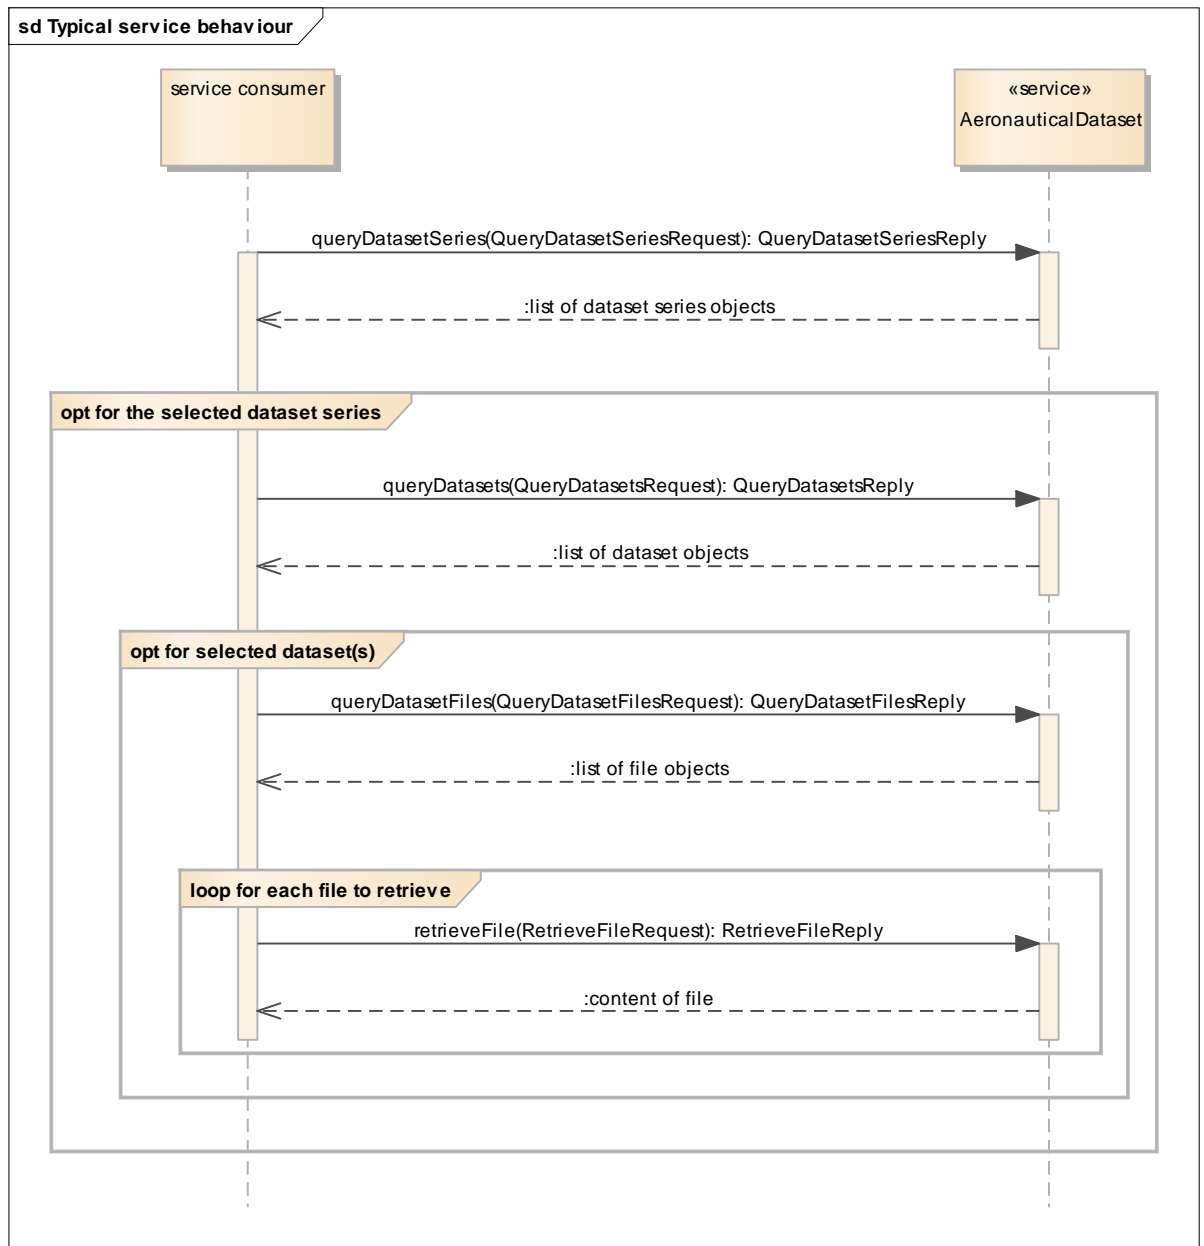 sd Typical service behaviour
service consumer
«service»
AeronauticalDataset
queryDatasetSeries(QueryDatasetSeriesRequest): QueryDatasetSeriesReply
:list of dataset series objects
opt for the selected dataset series
queryDatasets(QueryDatasetsRequest): QueryDatasetsReply
:list of dataset objects
opt for selected dataset(s)
queryDatasetFiles(QueryDatasetFilesRequest): QueryDatasetFilesReply
:list of file objects
loop for each file to retrieve
retrieveFile(RetrieveFileRequest): RetrieveFileReply
:content of file